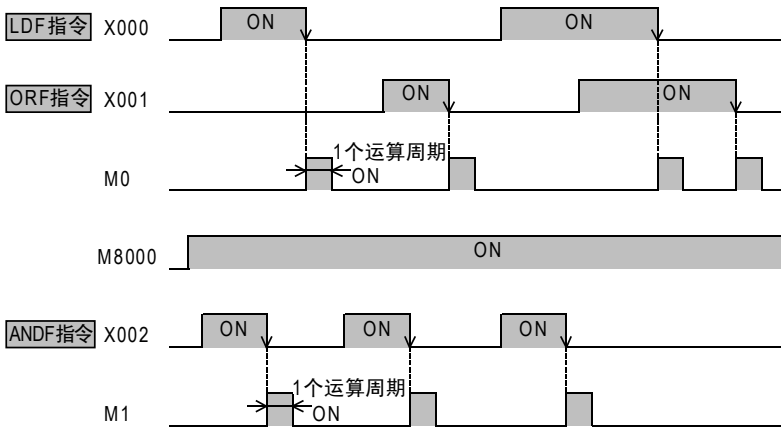 LDF指令 X000 ON ON
ORF指令 X001 ON ON
1个运算周期
M0 ON
M8000 ON
ANDF指令 X002 ON ON ON
1个运算周期
M1 ON